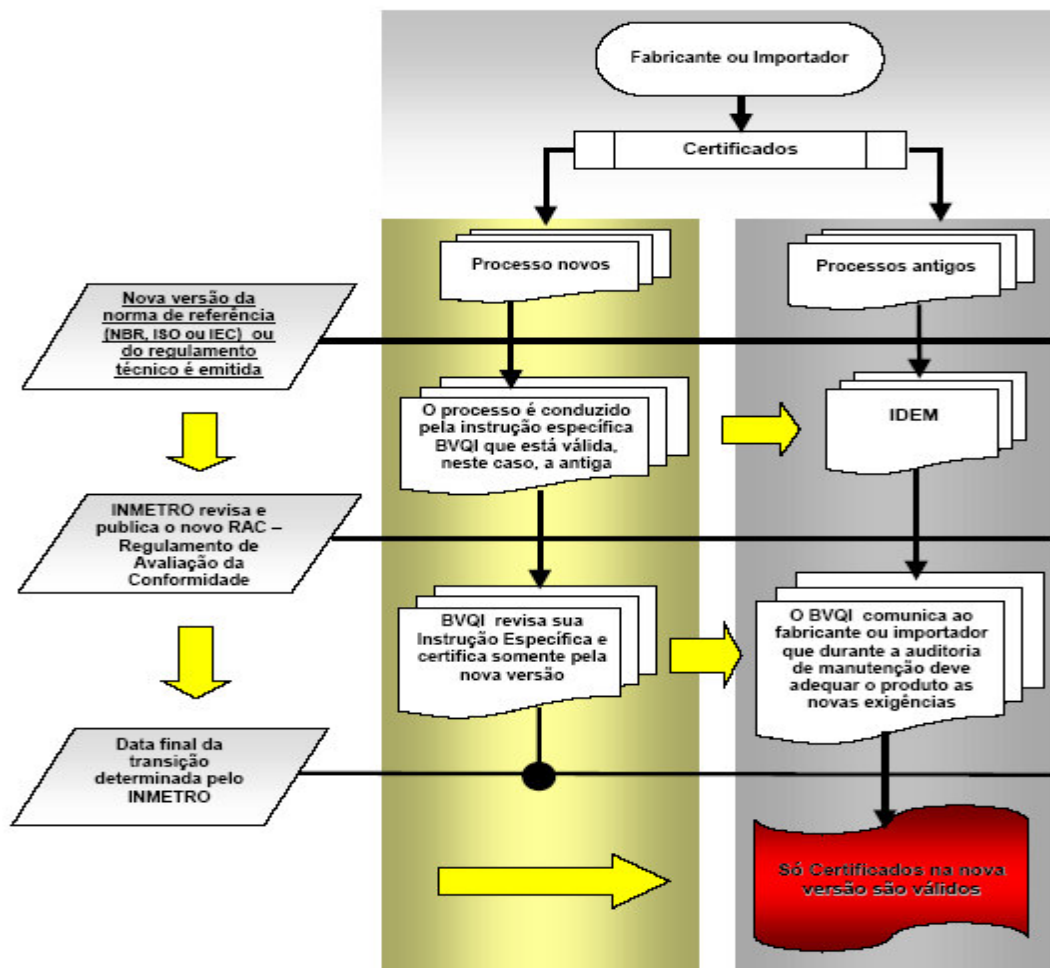 Fabricante ou Importador
Certificados
Processo novos
Processos antigos
Nova versão da
norma de referência
(NBR, ISO ou IEC) ou
do regulamento
técnico é emitida
O processo é conduzido
pela instrução específica
BVQI que está válida,
neste caso, a antiga
IDEM
INMETRO revisa e
publica o novo RAC –
Regulamento de
Avaliação da
Conformidade
BVQI revisa sua
Instrução Específica e
certifica somente pela
nova versão
O BVQI comunica ao
fabricante ou importador
que durante a auditoria
de manutenção deve
adequar o produto as
novas exigências
Data final da
transição
determinada pelo
INMETRO
Só Certificados na nova
versão são válidos